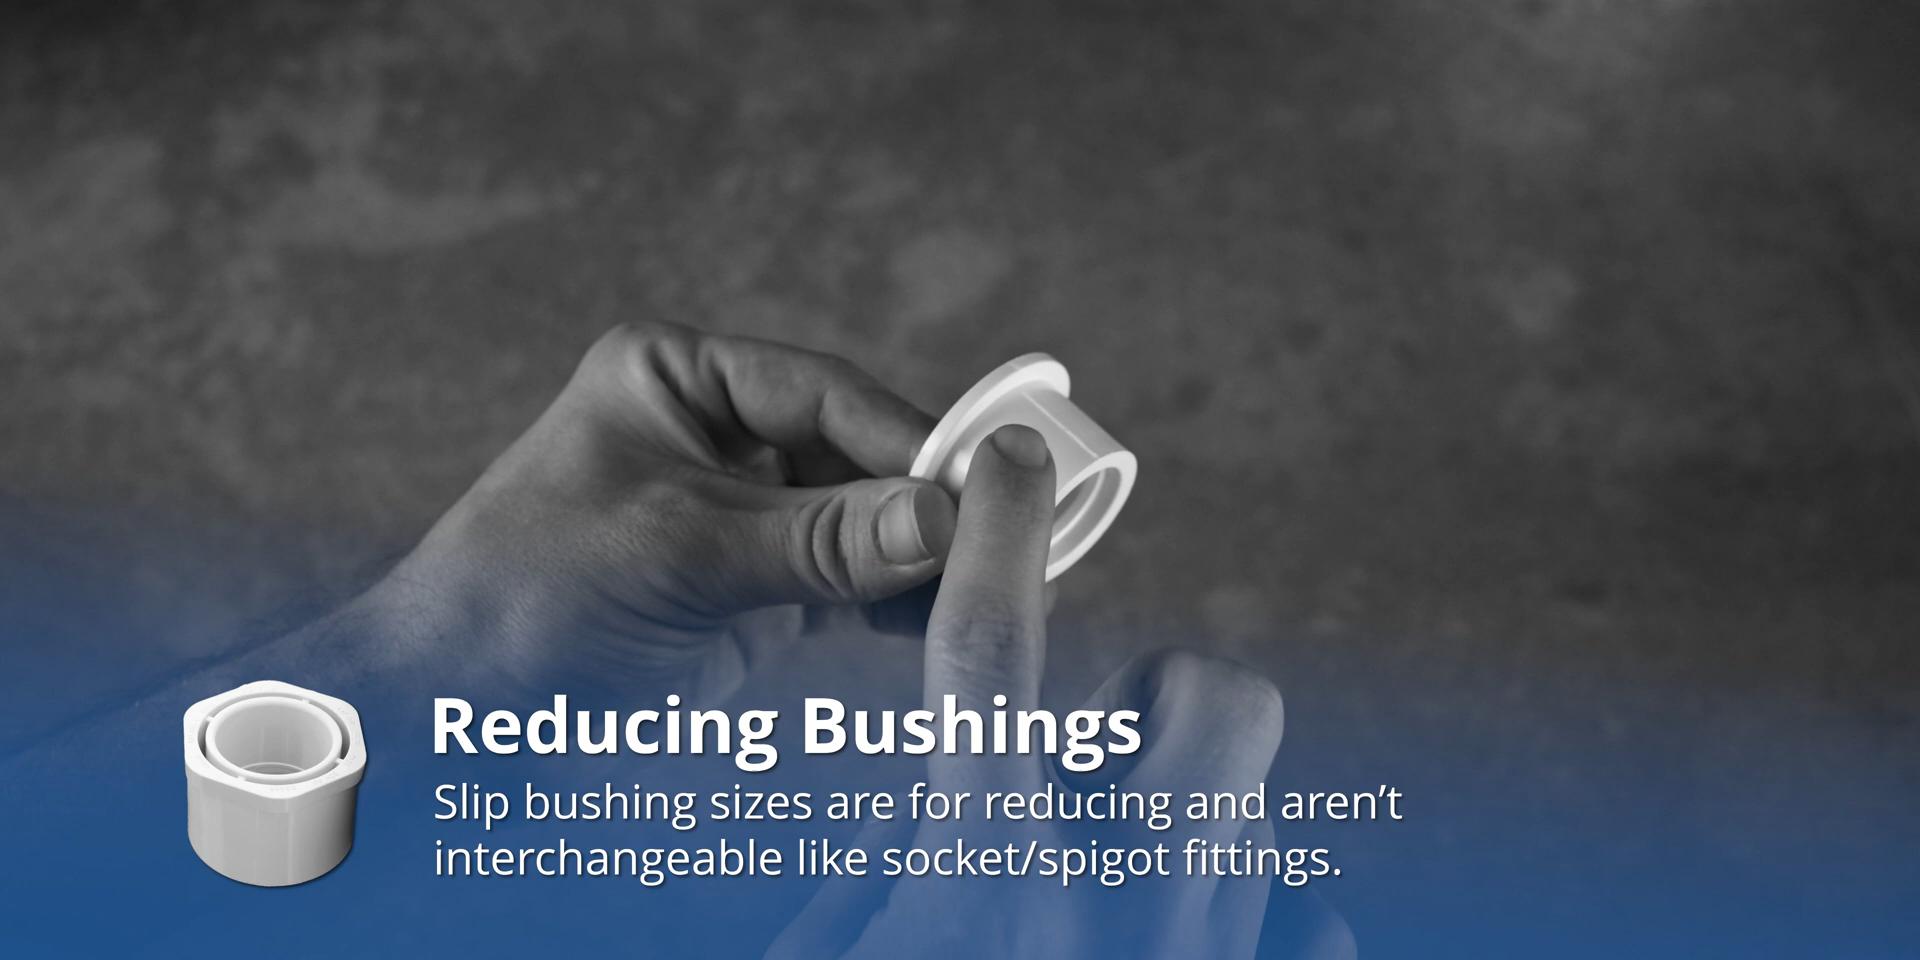 Reducing Bushings
Slip bushing sizes are for reducing and aren’t
interchangeable like socket/spigot fittings.